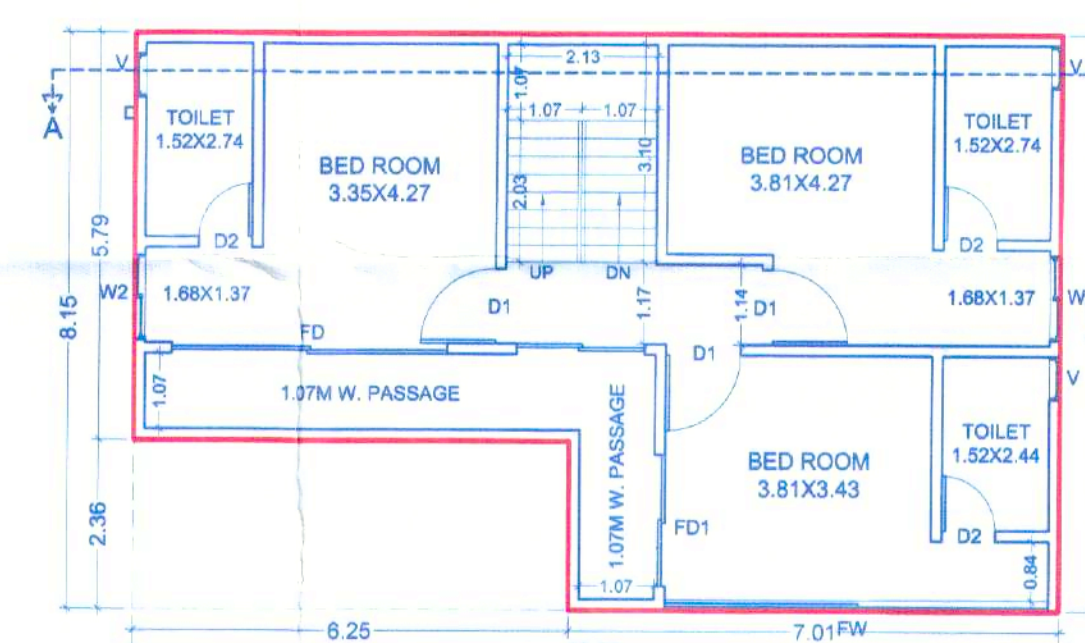 V
2.13
V
A
1.07
TOILET
1.52X2.74
1.07
1.07
TOILET
1.52X2.74
BED ROOM
3.35X4.27
3.10
BED ROOM
3.81X4.27
2.03
5.79
D2
D2
UP
DN
W2
1.68X1.37
D1
1.17
1.14
D1
1.68X1.37
W
8.15
FD
D1
1.07
1.07M W. PASSAGE
V
1.07M W. PASSAGE
TOILET
1.52X2.44
BED ROOM
3.81X3.43
2.36
FD1
D2
1.07
0.84
6.25
7.01
FW